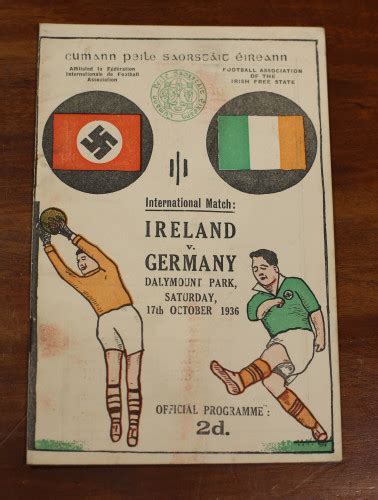 Cumann Peile Saorstáit Éireann
Affiliated to Fédération
Internationale de Football
Association
FOOTBALL ASSOCIATION
OF THE
IRISH FREE STATE
International Match:
IRELAND
v.
GERMANY
DALYMOUNT PARK,
SATURDAY,
17th OCTOBER 1936
OFFICIAL PROGRAMME:
2d.